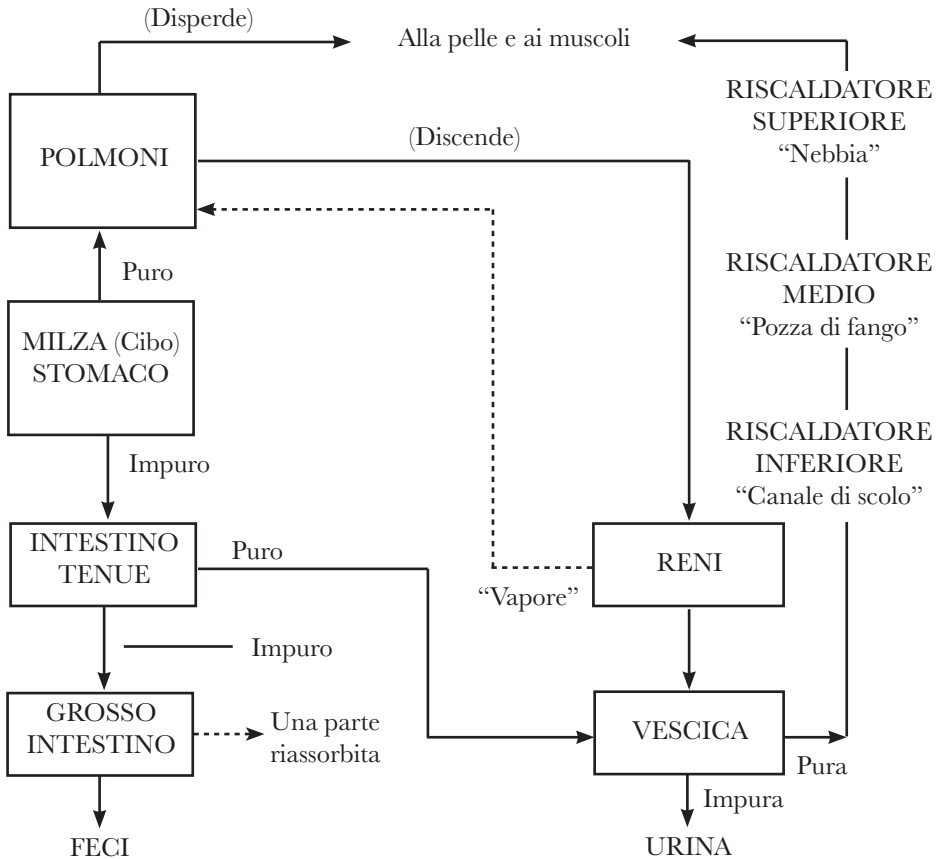 (Disperde)
Alla pelle e ai muscoli
RISCALDATORE
SUPERIORE
“Nebbia”
POLMONI
(Discende)
Puro
RISCALDATORE
MEDIO
“Pozza di fango”
MILZA (Cibo)
STOMACO
Impuro
RISCALDATORE
INFERIORE
“Canale di scolo”
INTESTINO
TENUE
Puro
“Vapore”
RENI
Impuro
GROSSO
INTESTINO
Una parte
riassorbita
VESCICA
Pura
Impura
FECI
URINA